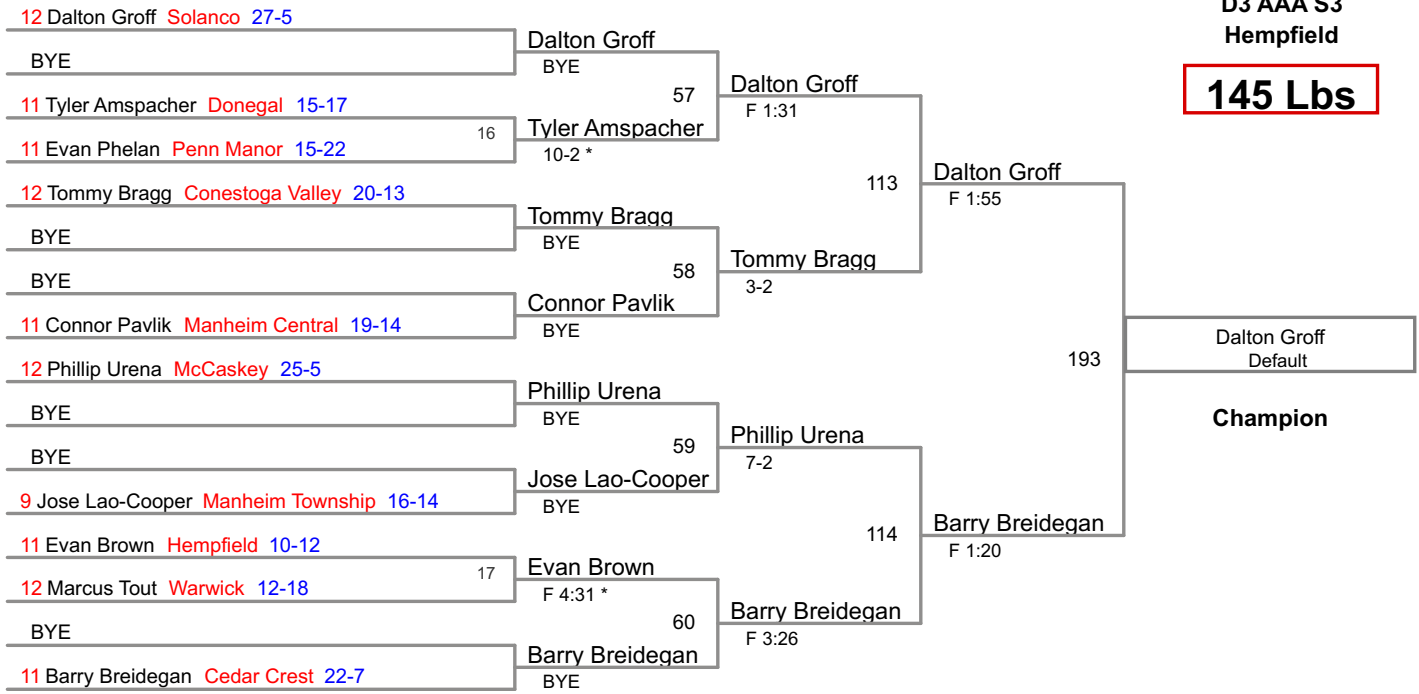 D3 AAA S3
Hempfield
145 Lbs
12 Dalton Groff Solanco 27-5
BYE
11 Tyler Amspacher Donegal 15-17
11 Evan Phelan Penn Manor 15-22
12 Tommy Bragg Conestoga Valley 20-13
BYE
BYE
11 Connor Pavlik Manheim Central 19-14
12 Phillip Urena McCaskey 25-5
BYE
BYE
9 Jose Lao-Cooper Manheim Township 16-14
11 Evan Brown Hempfield 10-12
12 Marcus Tout Warwick 12-18
BYE
11 Barry Breidegan Cedar Crest 22-7
16
17
Dalton Groff
BYE
Tyler Amspacher
10-2 *
Tommy Bragg
BYE
Connor Pavlik
BYE
Phillip Urena
BYE
Jose Lao-Cooper
BYE
Evan Brown
F 4:31 *
Barry Breidegan
BYE
57
58
59
60
Dalton Groff
F 1:31
Tommy Bragg
3-2
Phillip Urena
7-2
Barry Breidegan
F 3:26
113
114
Dalton Groff
F 1:55
Barry Breidegan
F 1:20
193
Dalton Groff
Default
Champion